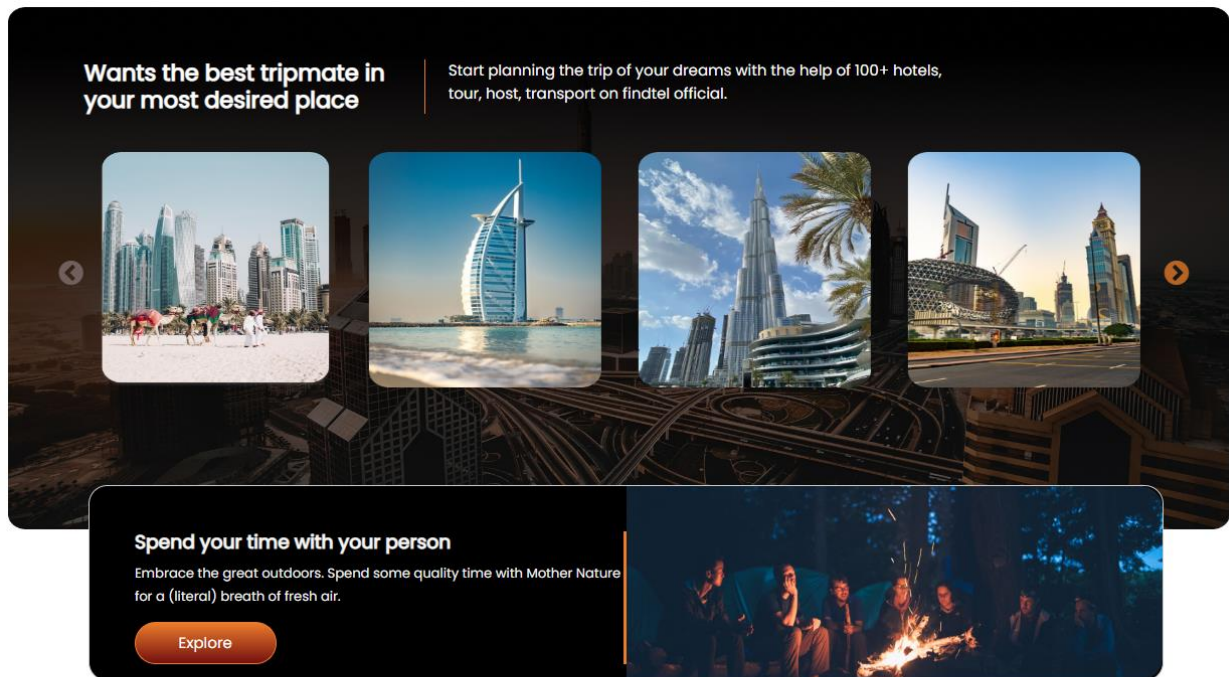 Wants the best tripmate in
your most desired place
Start planning the trip of your dreams with the help of 100+ hotels,
tour, host, transport on findtel official.
Spend your time with your person
Embrace the great outdoors. Spend some quality time with Mother Nature
for a (literal) breath of fresh air.
Explore